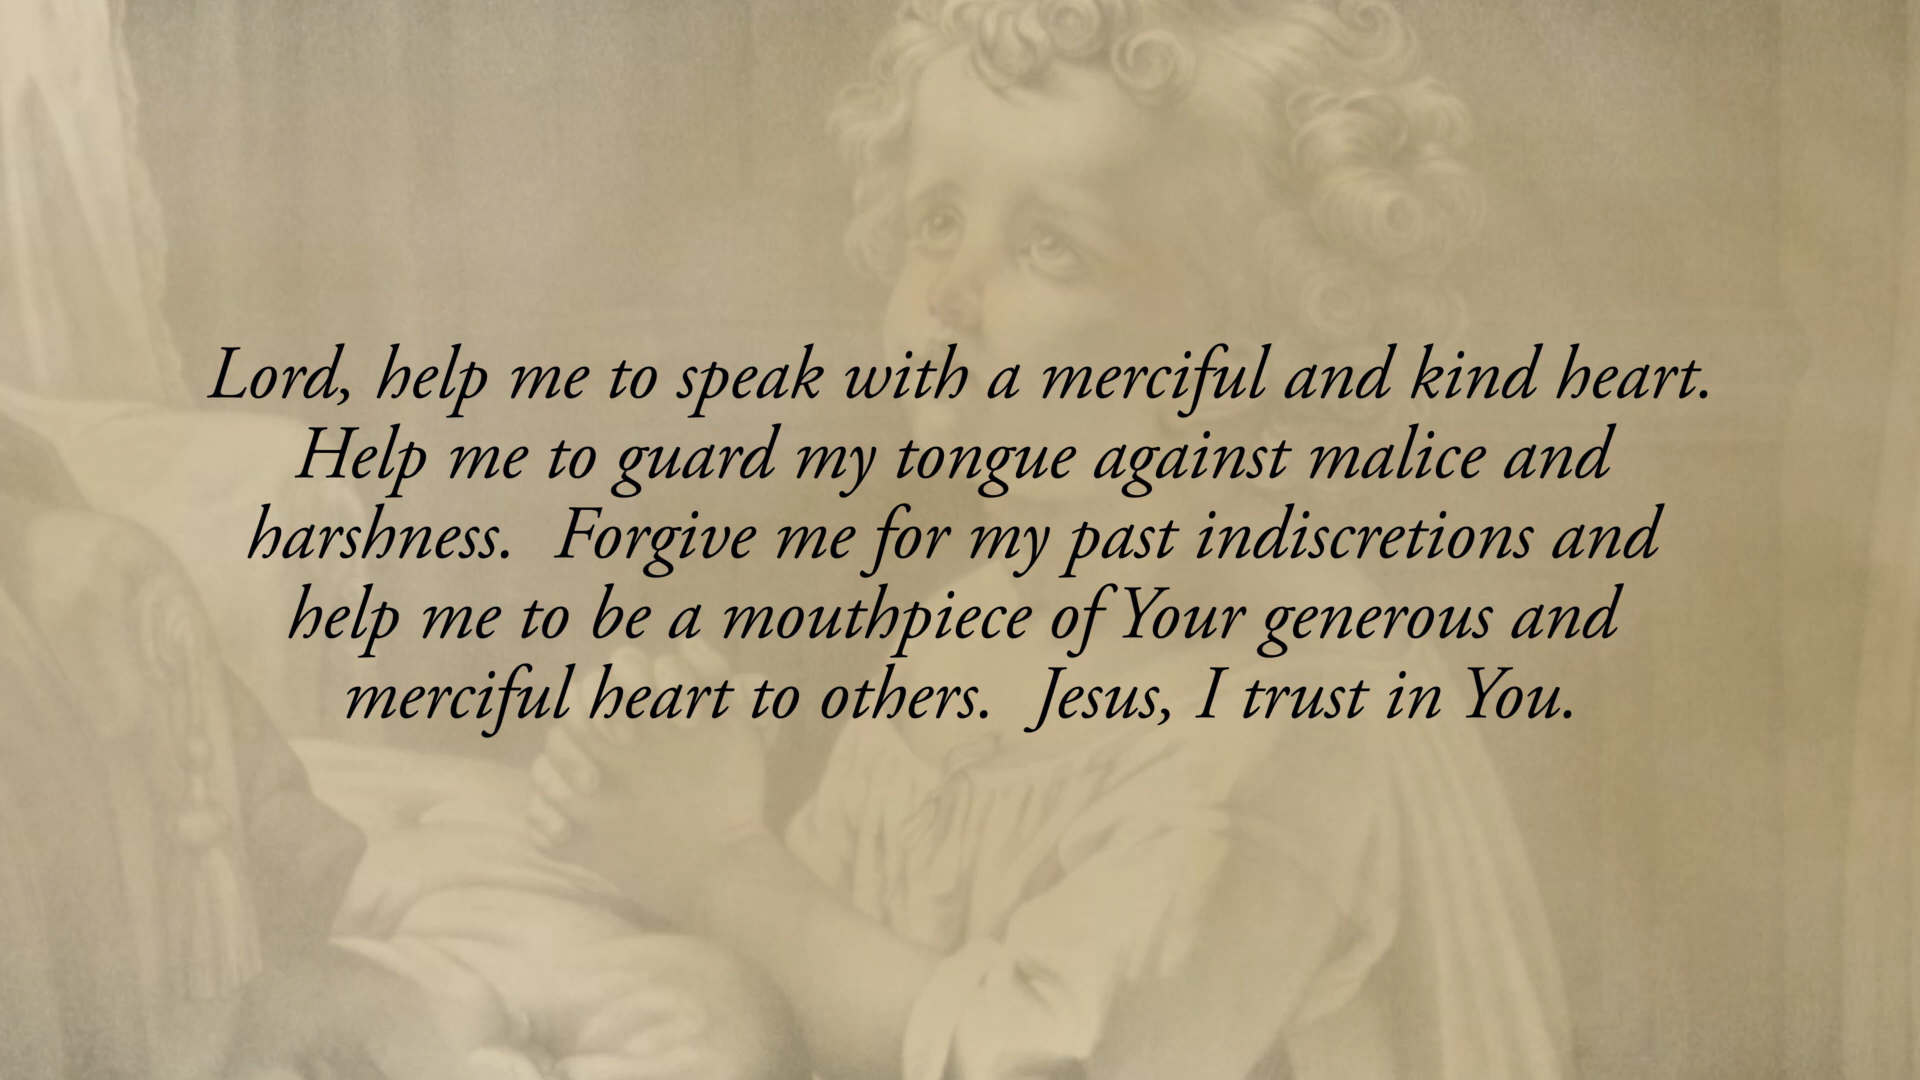 Lord, help me to speak with a merciful and kind heart.
Help me to guard my tongue against malice and
harshness.  Forgive me for my past indiscretions and
help me to be a mouthpiece of Your generous and
merciful heart to others.  Jesus, I trust in You.